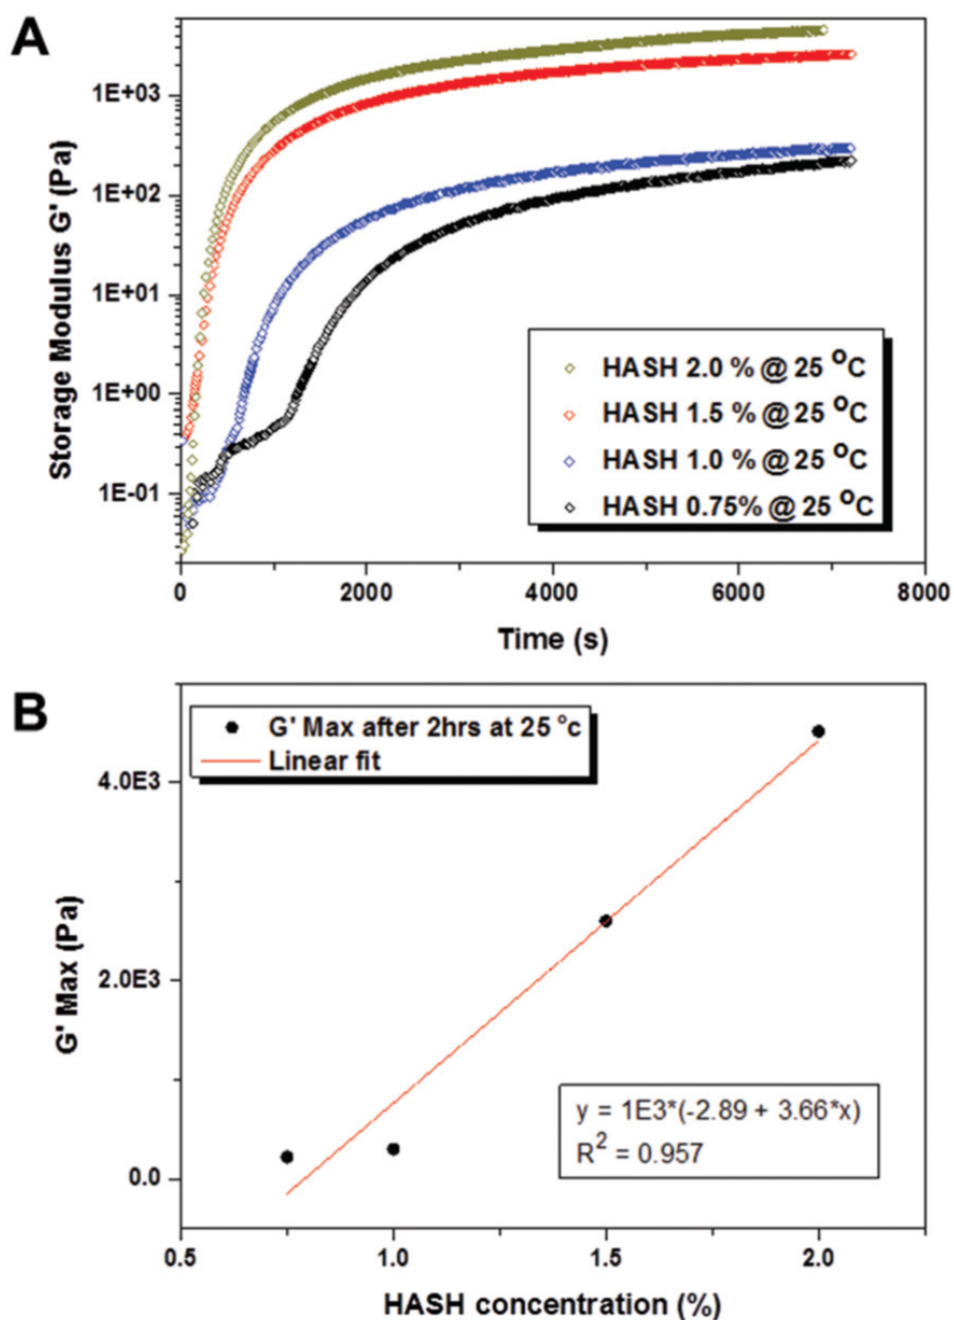 A
Storage Modulus G' (Pa)
1E+03
1E+02
1E+01
1E+00
1E-01
HASH 2.0 % @ 25 °C
HASH 1.5 % @ 25 °C
HASH 1.0 % @ 25 °C
HASH 0.75% @ 25 °C
0 2000 4000 6000 8000
Time (s)
B
G' Max after 2hrs at 25 °c
Linear fit
G' Max (Pa)
4.0E3
2.0E3
0.0
y = 1E3*(-2.89 + 3.66*x)
R² = 0.957
0.5 1.0 1.5 2.0
HASH concentration (%)